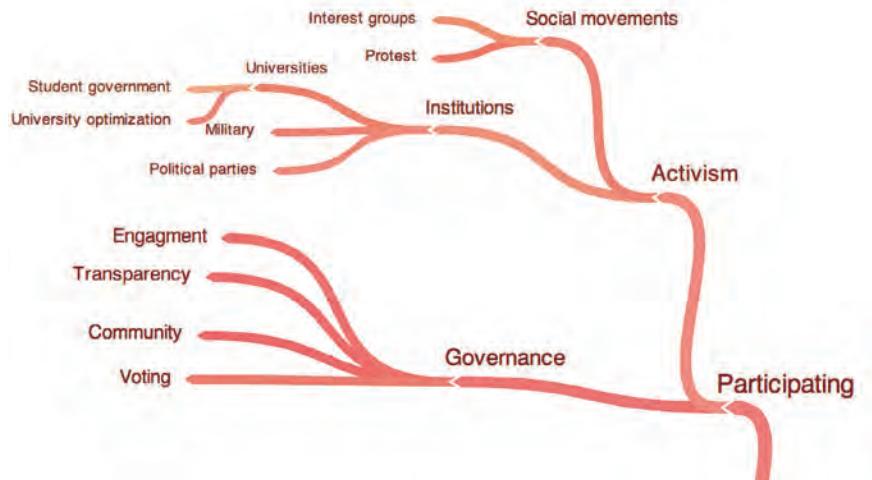 Interest groups
Social movements
Protest
Universities
Student government
University optimization
Institutions
Military
Political parties
Activism
Engagment
Transparency
Community
Voting
Governance
Participating